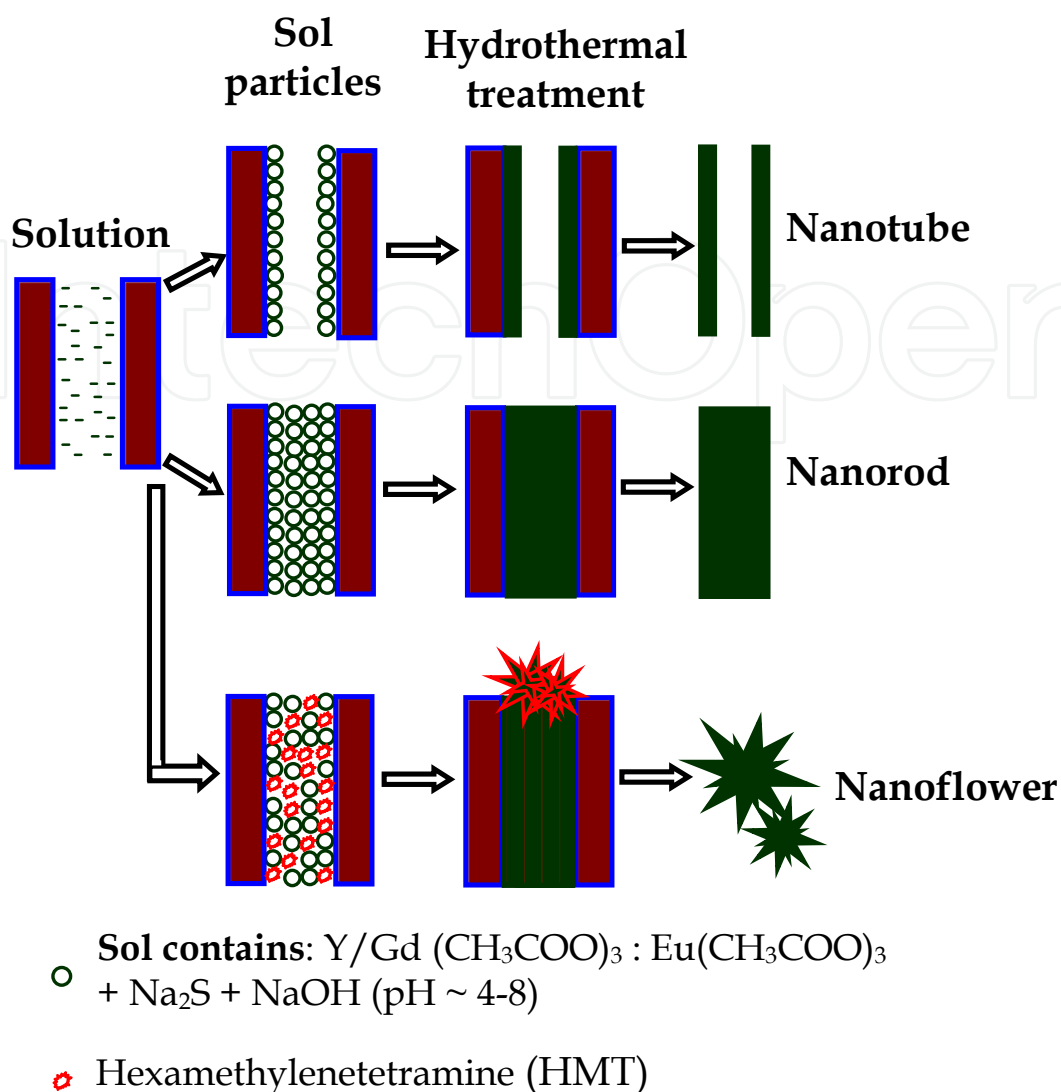 Sol
particles
Hydrothermal
treatment
Solution
Nanotube
Nanorod
Nanoflower
Sol contains: Y/Gd (CH₃COO)₃ : Eu(CH₃COO)₃
+ Na₂S + NaOH (pH ~ 4-8)
Hexamethylenetetramine (HMT)
IntechOpen